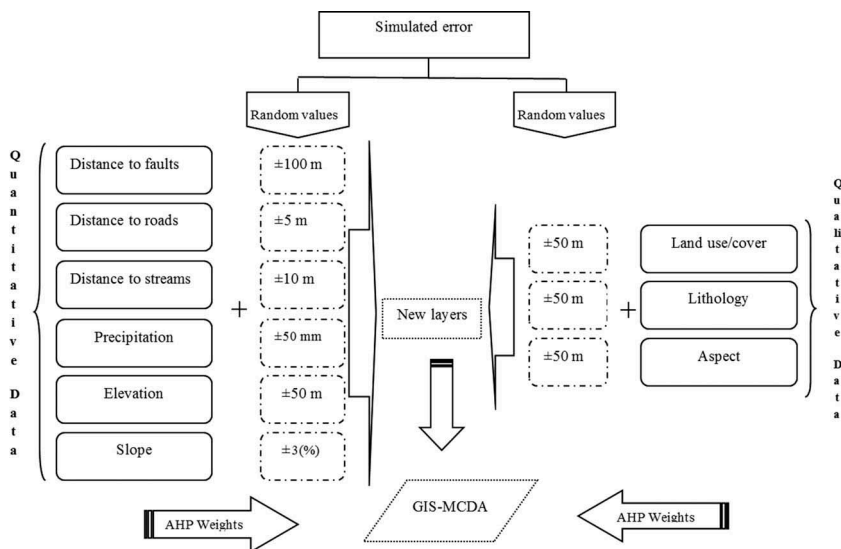 Simulated error
Random values
Random values
Quantitative Data
Distance to faults
±100 m
Distance to roads
±5 m
Distance to streams
±10 m
Precipitation
±50 mm
Elevation
±50 m
Slope
±3(%)
+
New layers
±50 m
Land use/cover
±50 m
+
Lithology
±50 m
Aspect
Qualitative Data
GIS-MCDA
AHP Weights
AHP Weights